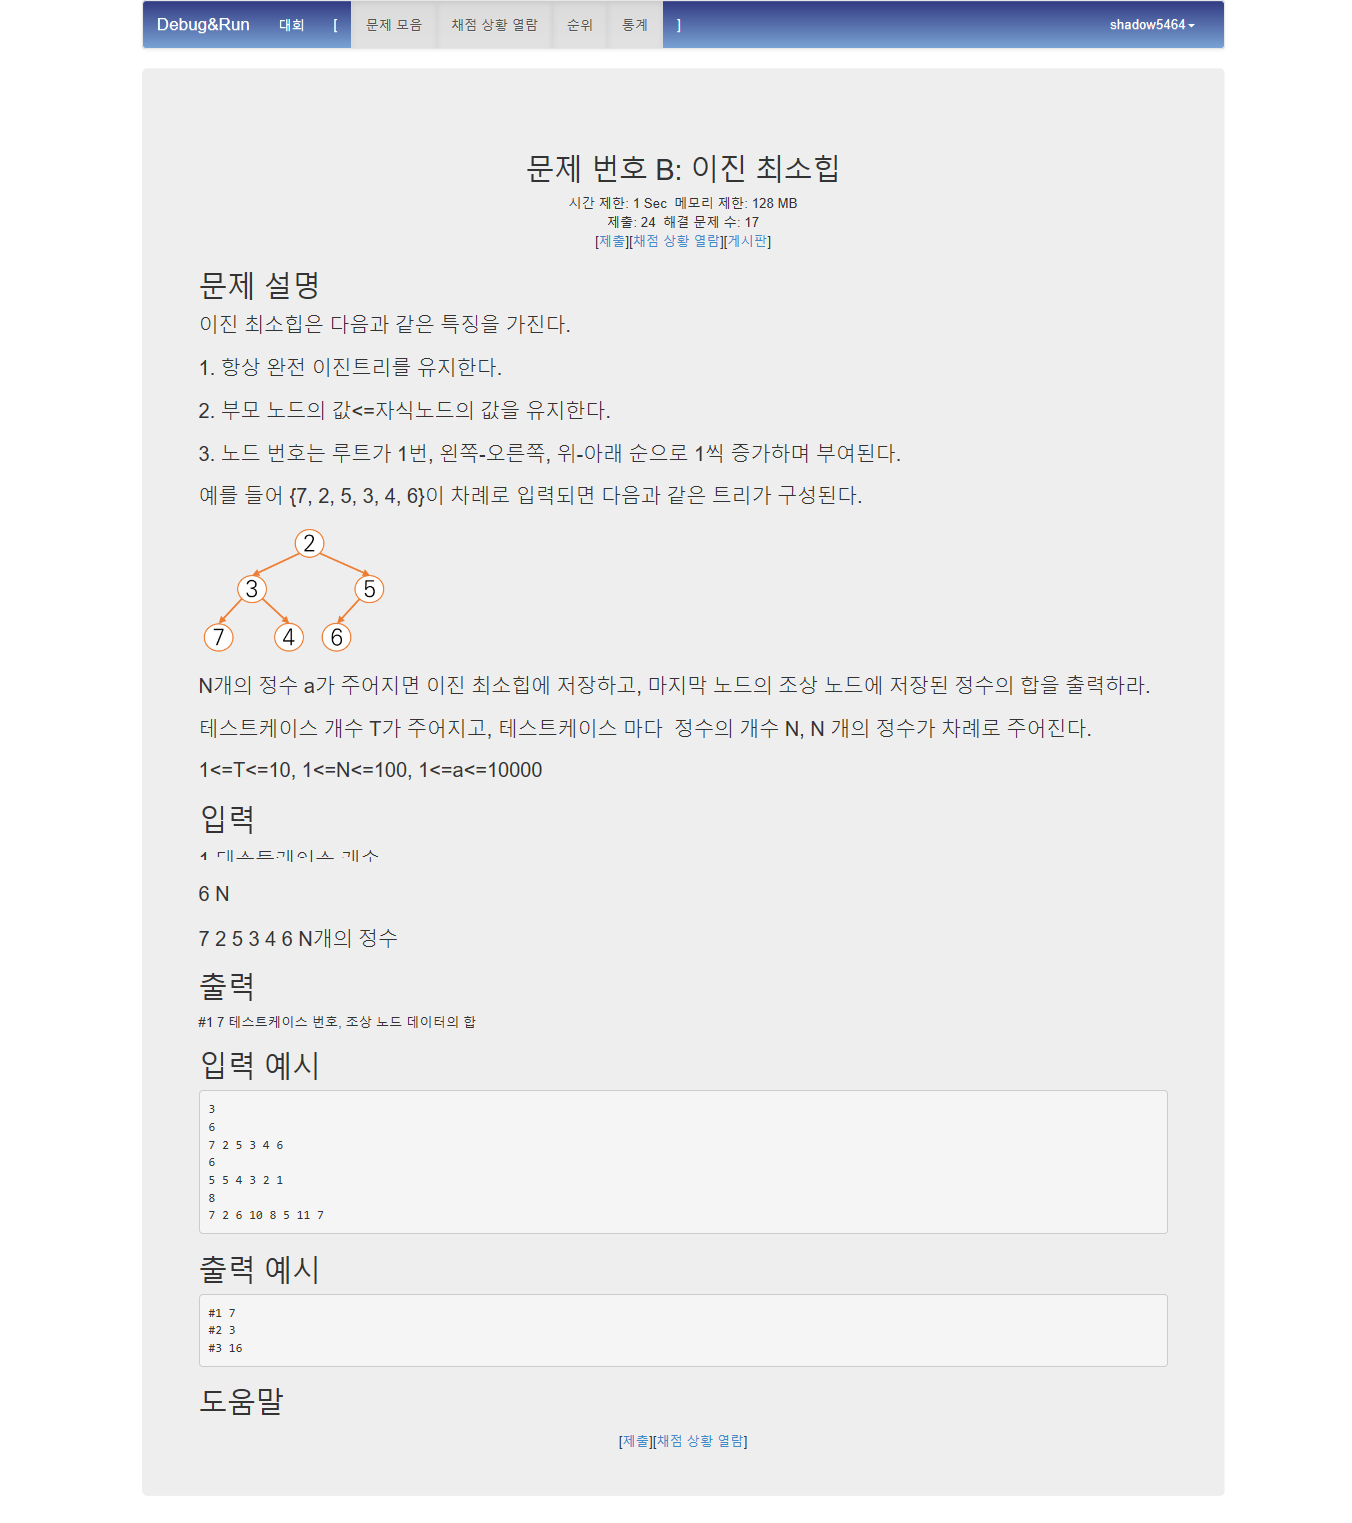 Debug&Run 대회 [ 문제 모음 채점 상황 열람 순위 통계 ] shadow5464
문제 번호 B: 이진 최소힙
시간 제한: 1 Sec 메모리 제한: 128 MB
제출: 24 해결 문제 수: 17
[제출][채점 상황 열람][게시판]
문제 설명
이진 최소힙은 다음과 같은 특징을 가진다.
1. 항상 완전 이진트리를 유지한다.
2. 부모 노드의 값<=자식노드의 값을 유지한다.
3. 노드 번호는 루트가 1번, 왼쪽-오른쪽, 위-아래 순으로 1씩 증가하며 부여된다.
예를 들어 {7, 2, 5, 3, 4, 6}이 차례로 입력되면 다음과 같은 트리가 구성된다.
2
3 5
7 4 6
N개의 정수 a가 주어지면 이진 최소힙에 저장하고, 마지막 노드의 조상 노드에 저장된 정수의 합을 출력하라.
테스트케이스 개수 T가 주어지고, 테스트케이스 마다 정수의 개수 N, N 개의 정수가 차례로 주어진다.
1<=T<=10, 1<=N<=100, 1<=a<=10000
입력
1 테스트케이스 개수
6 N
7 2 5 3 4 6 N개의 정수
출력
#1 7 테스트케이스 번호, 조상 노드 데이터의 합
입력 예시
3
6
7 2 5 3 4 6
6
5 5 4 3 2 1
8
7 2 6 10 8 5 11 7
출력 예시
#1 7
#2 3
#3 16
도움말
[제출][채점 상황 열람]